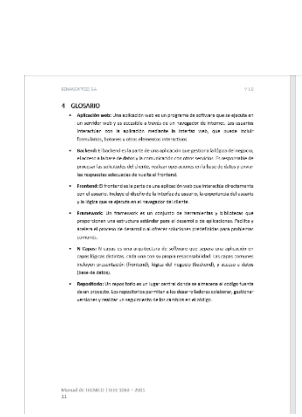 V 1.0
4 GLOSARIO
• Aplicación web: Una aplicación web es un programa de software que se ejecuta en
un servidor web y es accesible a través de un navegador de internet. Los usuarios
interactúan con la aplicación mediante la interfaz web, que puede incluir
formularios, botones y otros elementos interactivos.
• Backend: El backend es la parte de una aplicación que gestiona la lógica del negocio,
el acceso a la base de datos y la comunicación con otros servicios. Es responsable de
procesar las solicitudes del cliente, realizar operaciones en la base de datos y enviar
las respuestas adecuadas de vuelta al frontend.
• Frontend: El frontend es la parte de una aplicación web que interactúa directamente
con el usuario. Incluye el diseño de la interfaz de usuario, la experiencia del usuario
y la lógica que se ejecuta en el navegador del cliente.
• Framework: Un framework es un conjunto de herramientas y bibliotecas que
proporcionan una estructura estándar para el desarrollo de aplicaciones. Facilita y
acelera el proceso de desarrollo al ofrecer soluciones predefinidas para problemas
comunes.
• N Capas: N capas es una arquitectura de software que separa una aplicación en
capas lógicas distintas, cada una con su propia responsabilidad. Las capas comunes
incluyen presentación (frontend), lógica del negocio (backend), y acceso a datos
(base de datos).
• Repositorio: Un repositorio es un lugar central donde se almacena el código fuente
de un proyecto. Los repositorios permiten a los desarrolladores colaborar, gestionar
versiones y realizar un seguimiento de los cambios en el código.
Manual de
11